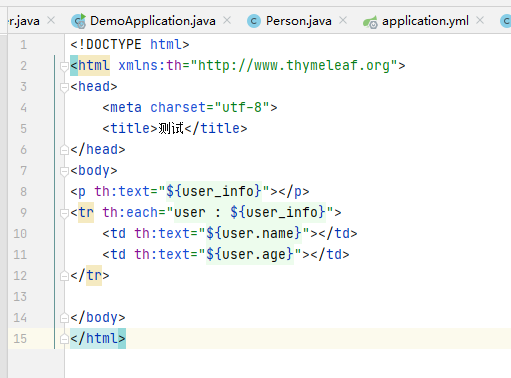 er.java DemoApplication.java Person.java application.yml
1 <!DOCTYPE html>
2 <html xmlns:th="http://www.thymeleaf.org">
3 <head>
4 <meta charset="utf-8">
5 <title>测试</title>
6 </head>
7 <body>
8 <p th:text="${user_info}"></p>
9 <tr th:each="user : ${user_info}">
10 <td th:text="${user.name}"></td>
11 <td th:text="${user.age}"></td>
12 </tr>
13
14 </body>
15 </html>